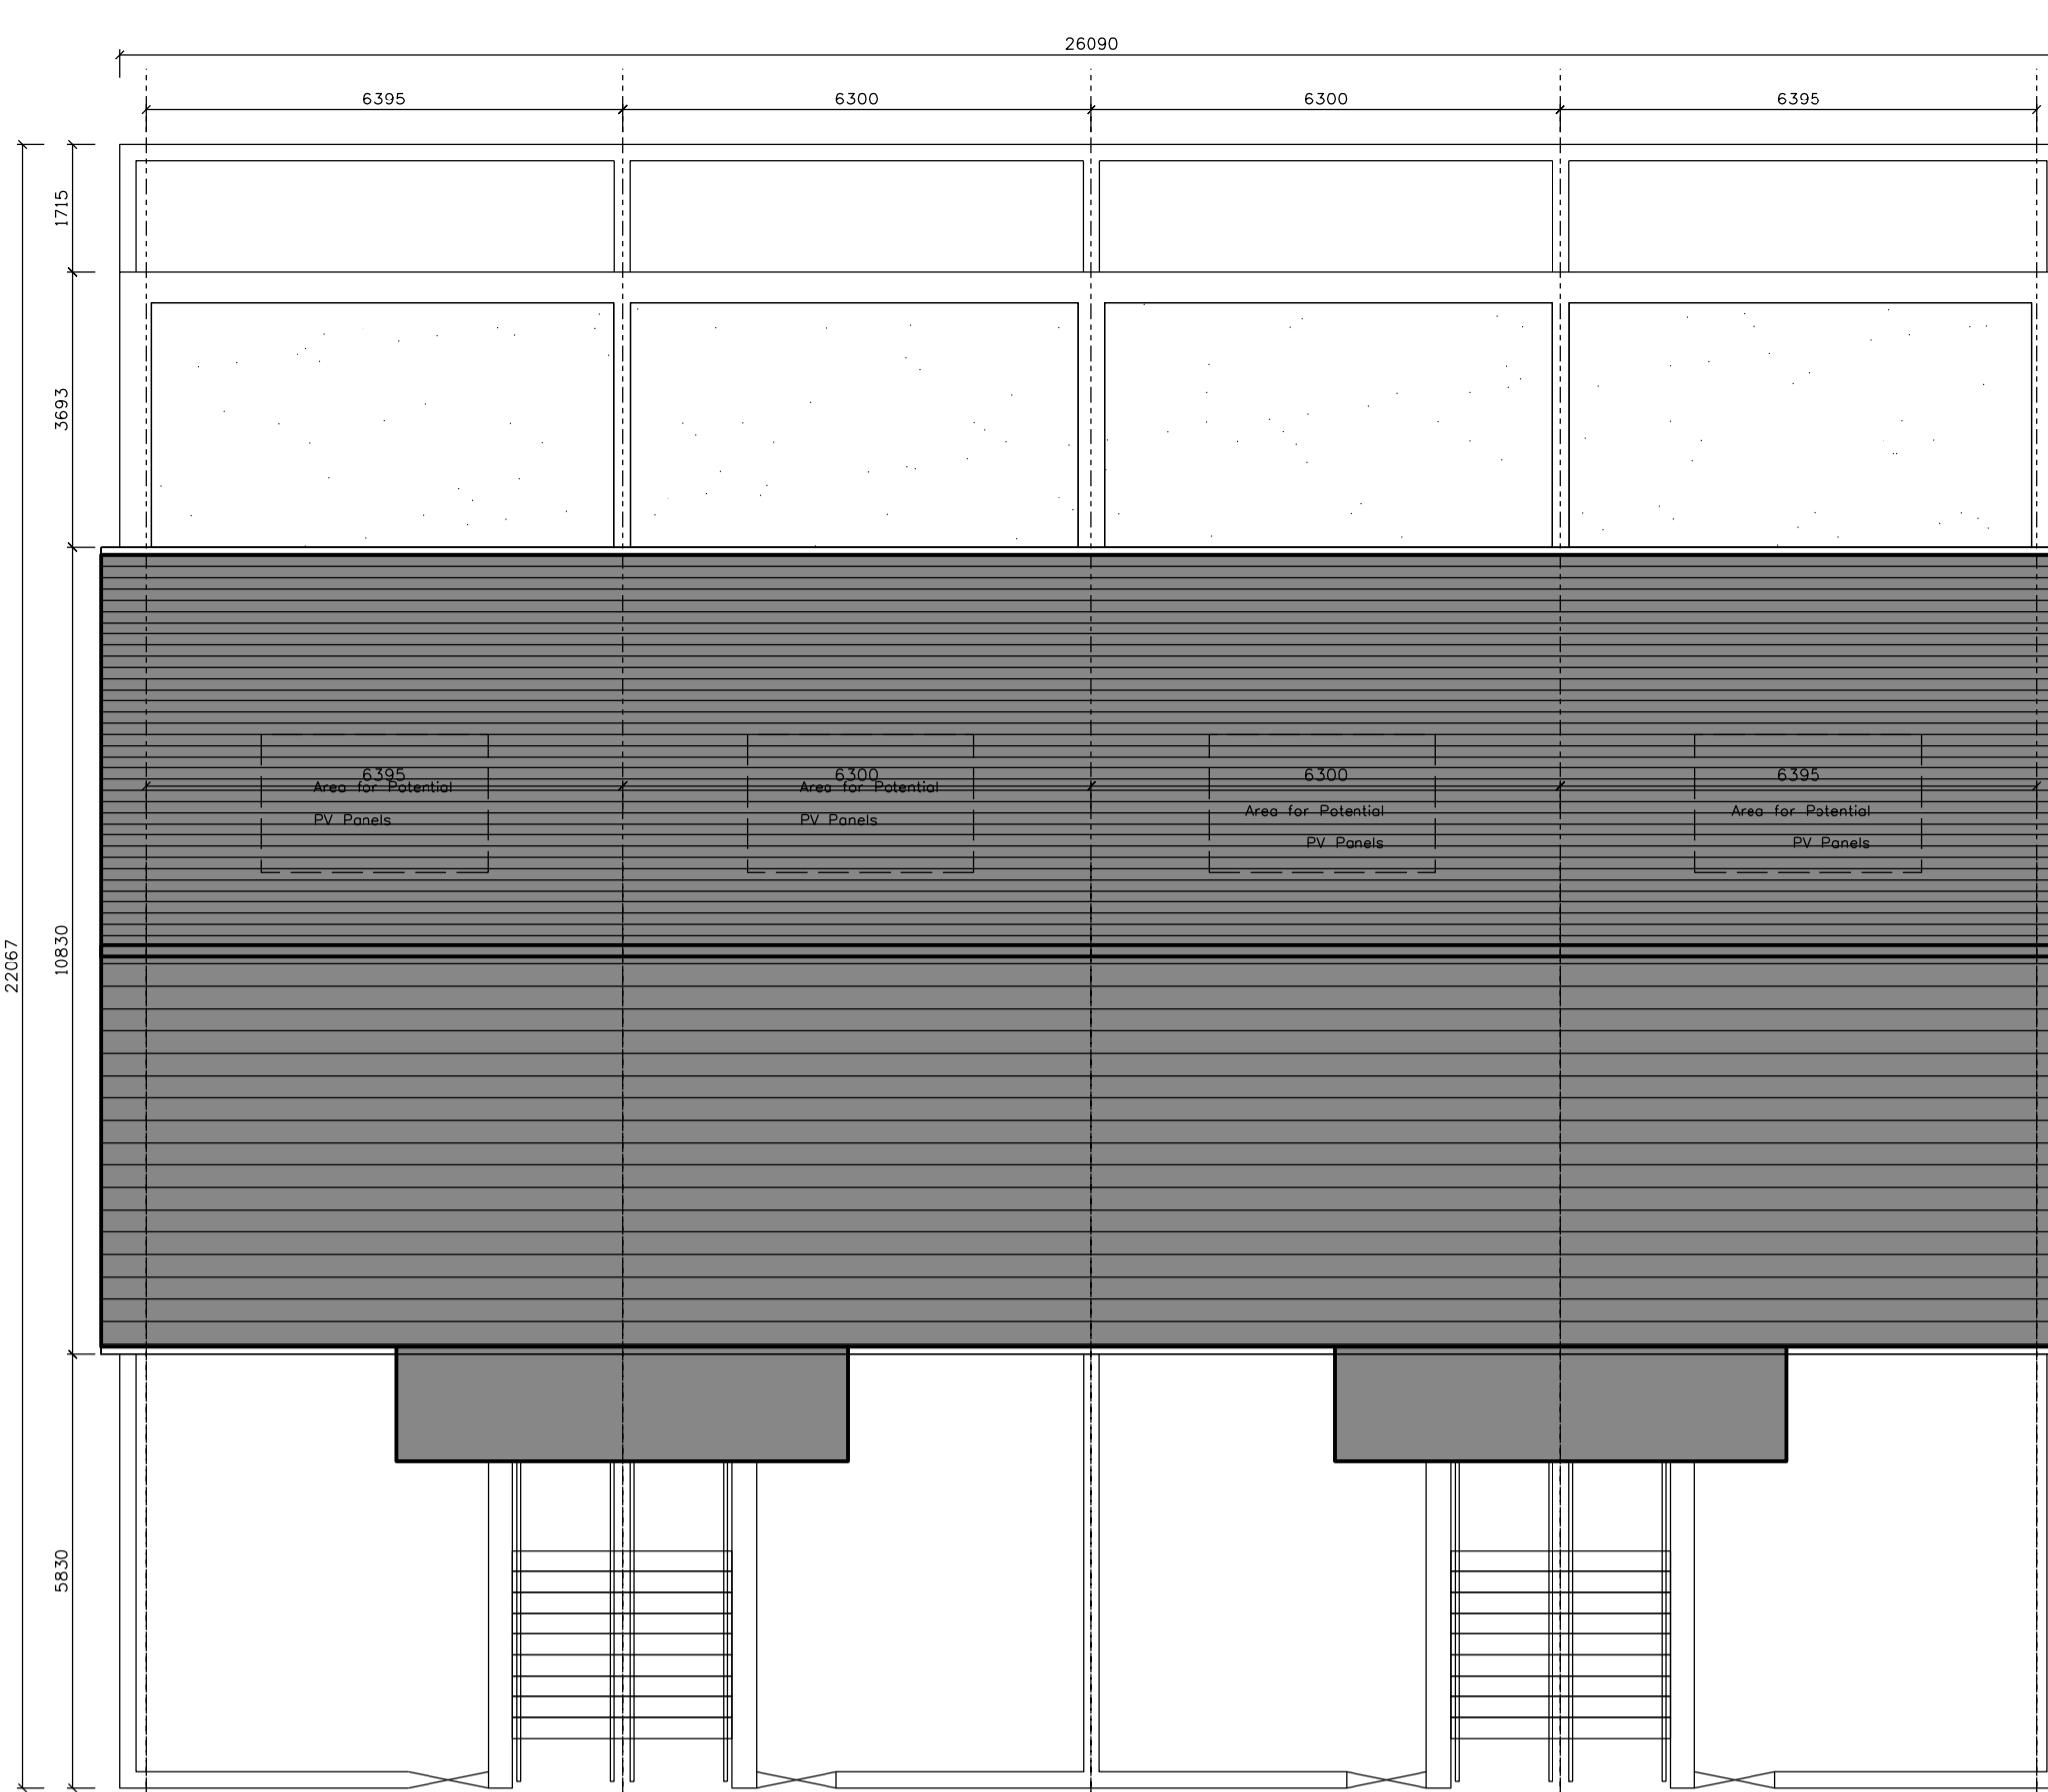 26090
6395 6300 6300 6395
1715
3693
6395 6300 6300 6395
Area for Potential
PV Panels
Area for Potential
PV Panels
Area for Potential
PV Panels
Area for Potential
PV Panels
10830
22067
5830